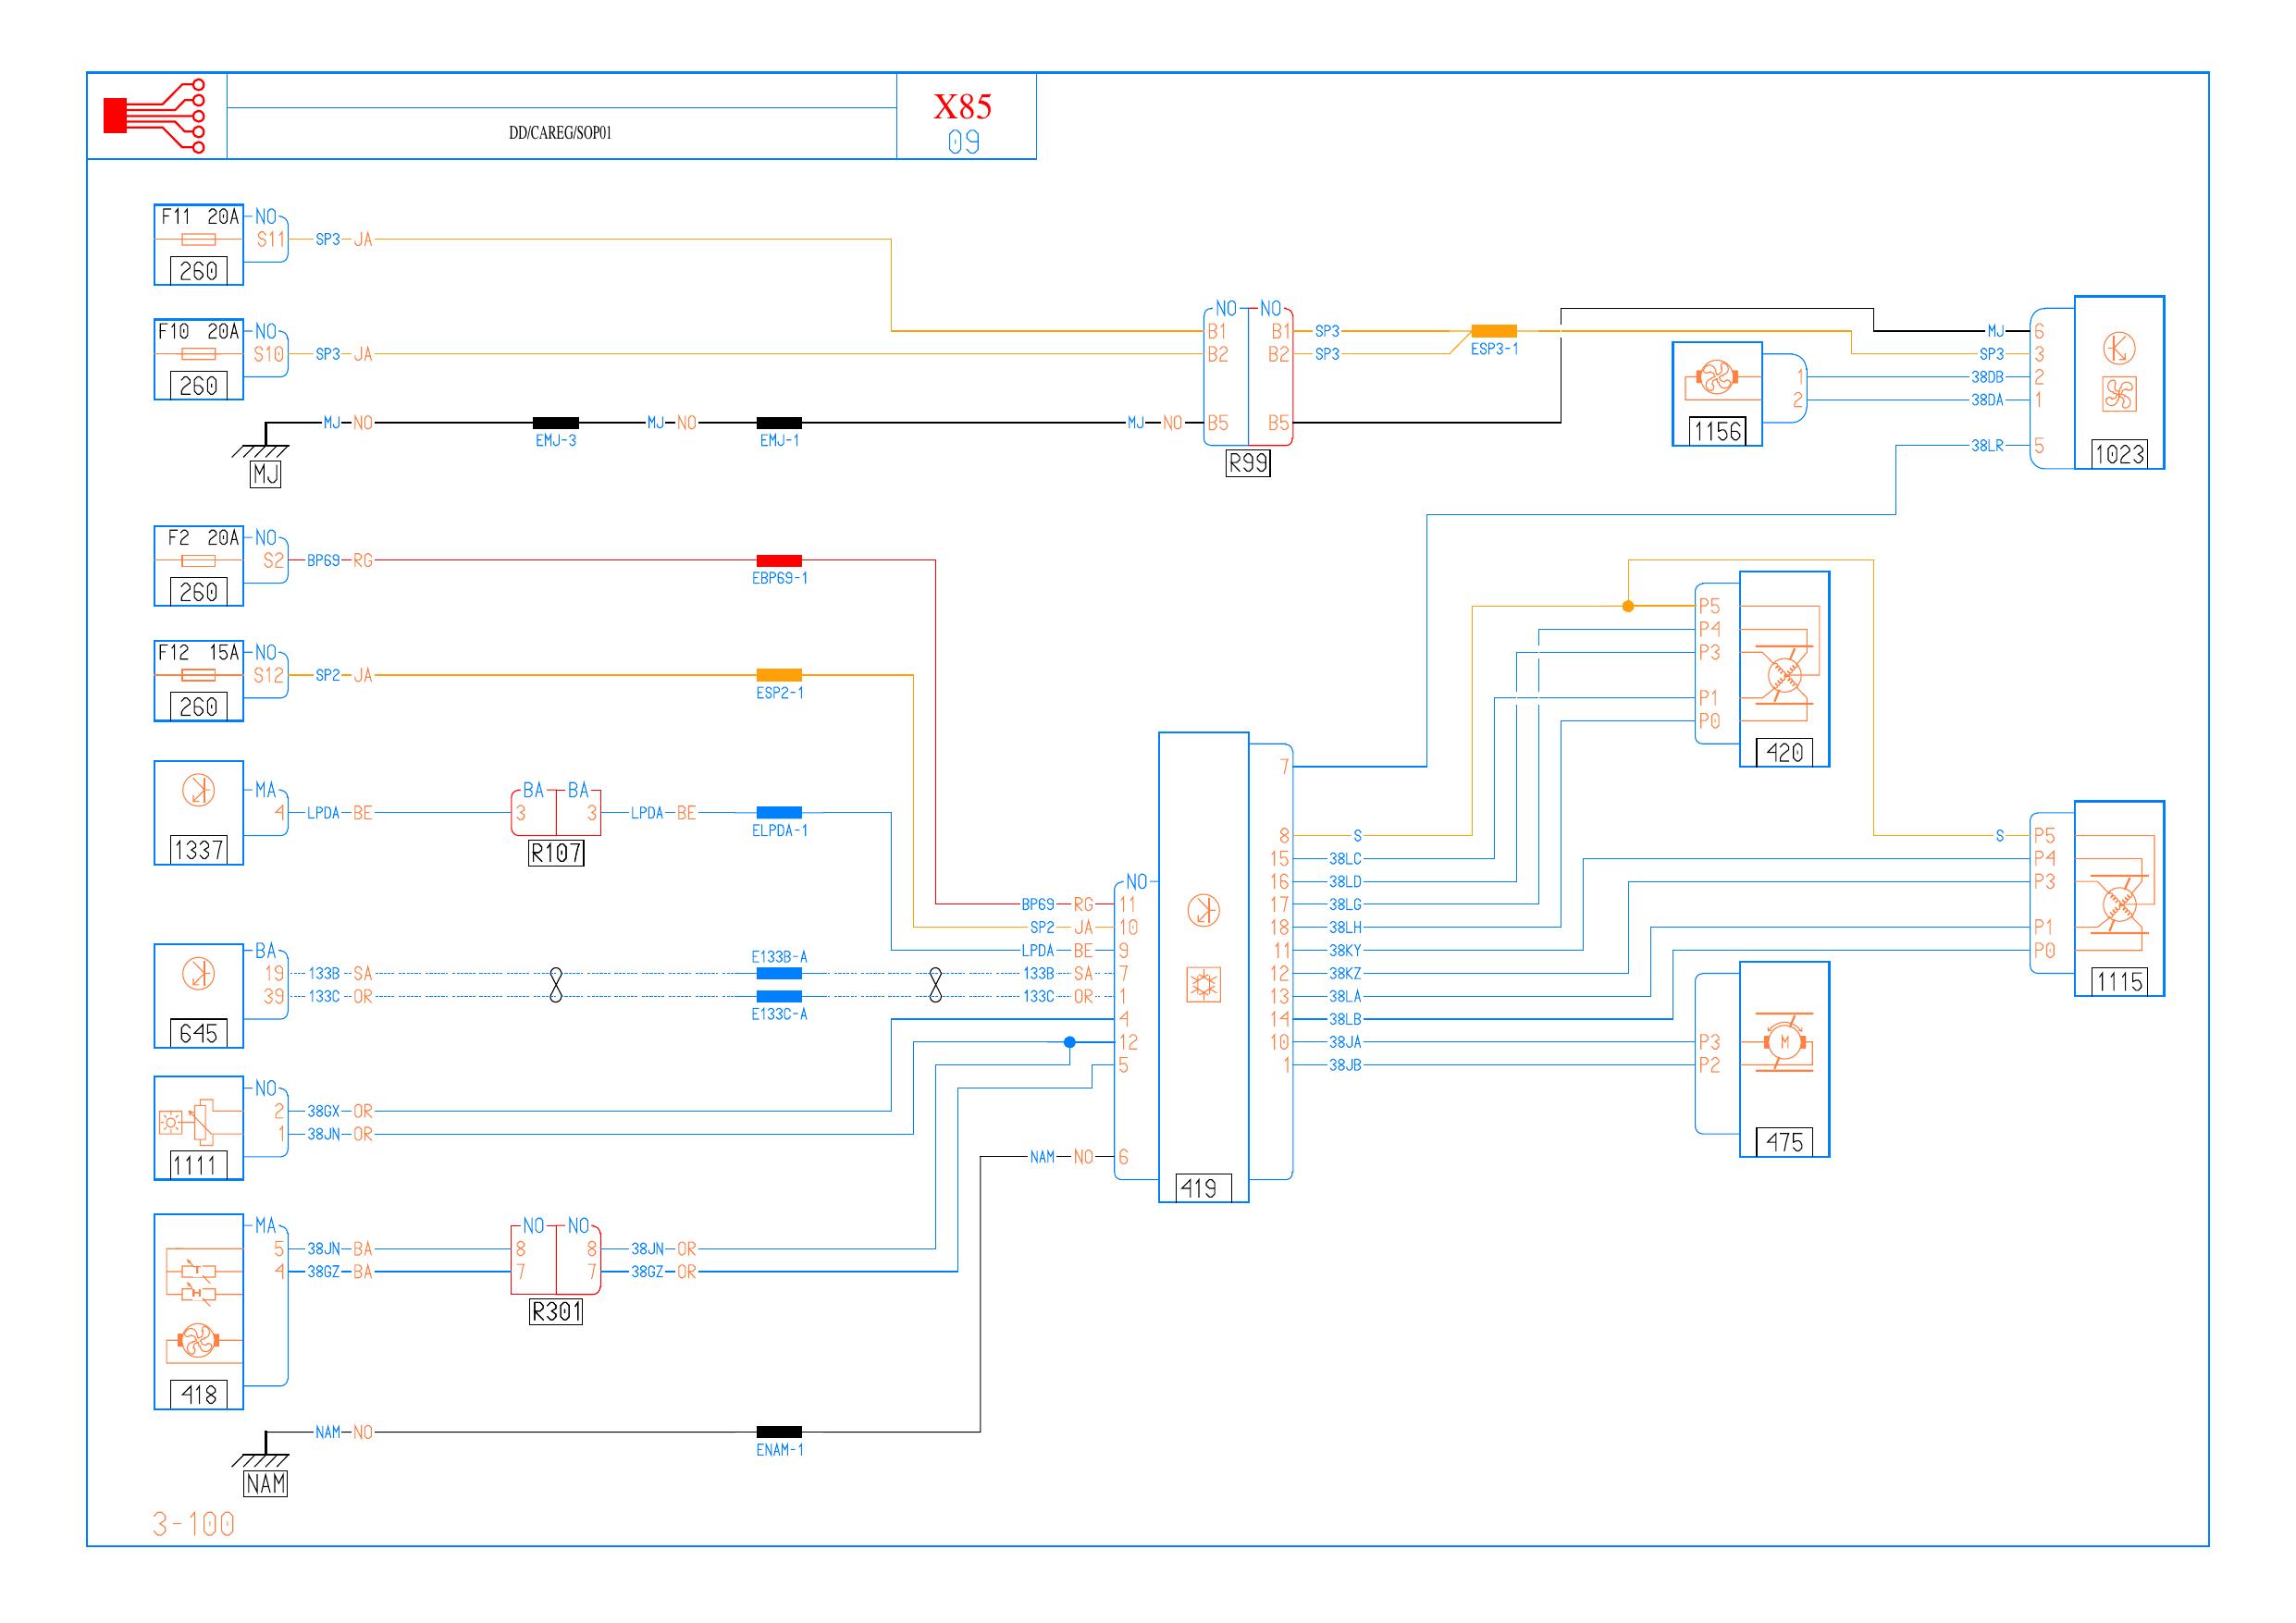 X85
DD/CAREG/SOP01
09
F11 20A NO
S11 SP3 JA
260
F10 20A NO
S10 SP3 JA
260
MJ NO EMJ-3 MJ NO EMJ-1 MJ NO
MJ
NO NO
B1 B1 SP3
B2 B2 SP3
ESP3-1
B5 B5
R99
1
2
1156
MJ 6
SP3 3
38DB 2
38DA 1
38LR 5
1023
F2 20A NO
S2 BP69 RG
EBP69-1
260
F12 15A NO
S12 SP2 JA
ESP2-1
260
MA
4 LPDA BE
1337
BA BA
3 3 LPDA BE
ELPDA-1
R107
BA
19 133B SA
39 133C OR
645
E133B-A
E133C-A
NO
2 38GX OR
1 38JN OR
1111
MA
5 38JN BA
4 38GZ BA
418
NO NO
8 8 38JN OR
7 7 38GZ OR
R301
NAM NO
ENAM-1
NAM
NO
BP69 RG 11
SP2 JA 10
LPDA BE 9
133B SA 7
133C OR 1
4
12
5
NAM NO 6
419
7
8 S
15 38LC
16 38LD
17 38LG
18 38LH
11 38KY
12 38KZ
13 38LA
14 38LB
10 38JA
1 38JB
P5
P4
P3
P1
P0
420
S P5
P4
P3
P1
P0
1115
P3
P2
M
475
3-100